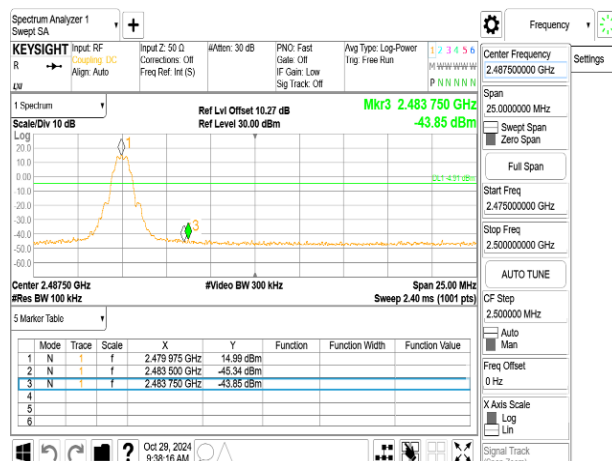 Spectrum Analyzer 1
Swept SA
+
Frequency
Settings
KEYSIGHT
R
Input: RF
Coupling: DC
Align: Auto
Input Z: 50 Ω
Corrections: Off
Freq Ref: Int (S)
#Atten: 30 dB
PNO: Fast
Gate: Off
IF Gain: Low
Sig Track: Off
Avg Type: Log-Power
Trig: Free Run
1 2 3 4 5 6
M W W W W W
P N N N N N
1 Spectrum
Scale/Div 10 dB
Ref Lvl Offset 10.27 dB
Ref Level 30.00 dBm
Mkr3 2.483 750 GHz
-43.85 dBm
Log
20.0
10.0
0.00
-10.0
-20.0
-30.0
-40.0
-50.0
-60.0
1
3
Center 2.48750 GHz
#Res BW 100 kHz
#Video BW 300 kHz
Span 25.00 MHz
Sweep 2.40 ms (1001 pts)
5 Marker Table
Mode Trace Scale X Y Function Function Width Function Value
1 N 1 f 2.479 975 GHz 14.99 dBm
2 N 1 f 2.483 500 GHz -45.34 dBm
3 N 1 f 2.483 750 GHz -43.85 dBm
4
5
6
Oct 29, 2024
9:38:16 AM
?
Center Frequency
2.487500000 GHz
Span
25.0000000 MHz
Swept Span
Zero Span
Full Span
Start Freq
2.475000000 GHz
Stop Freq
2.500000000 GHz
AUTO TUNE
CF Step
2.500000 MHz
Auto
Man
Freq Offset
0 Hz
X Axis Scale
Log
Lin
Signal Track